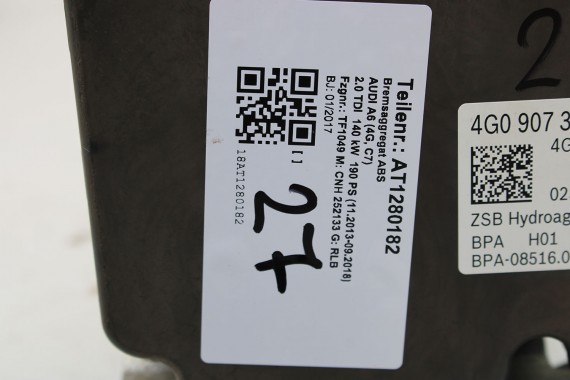 Teilenr.: AT1280182
Bremsaggregat ABS
AUDI A6 (4G, C7)
2.0 TDI 140 kW 190 PS (11.2013-09.2018)
Fzgnr.: TF1049 M: CNH 252133 G: RLB
BJ: 01/2017
[ ]
18AT1280182
27
2
4G0 907 3
4G
02
ZSB Hydroag
BPA H01
BPA-08516.0